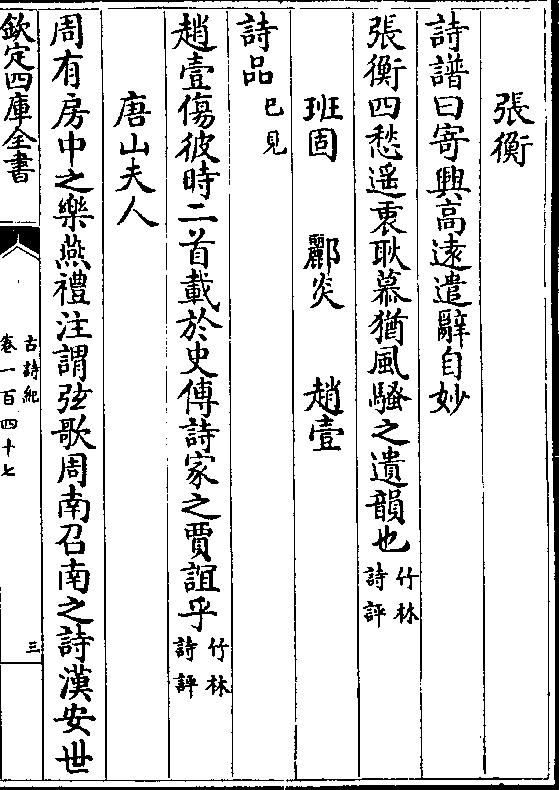 張衡
詩譜曰寄興高遠遣辭自妙
張衡四愁遥裹耿慕猶風騷之遺韻也竹林詩評
班固 酈炎 趙壹
詩品已見
趙壹傷彼時二首載於史傳詩家之賈誼乎竹林詩評
唐山夫人
周有房中之樂燕禮注謂弦歌周南召南之詩漢安世
欽定四庫全書
古詩紀
卷一百四十七
三